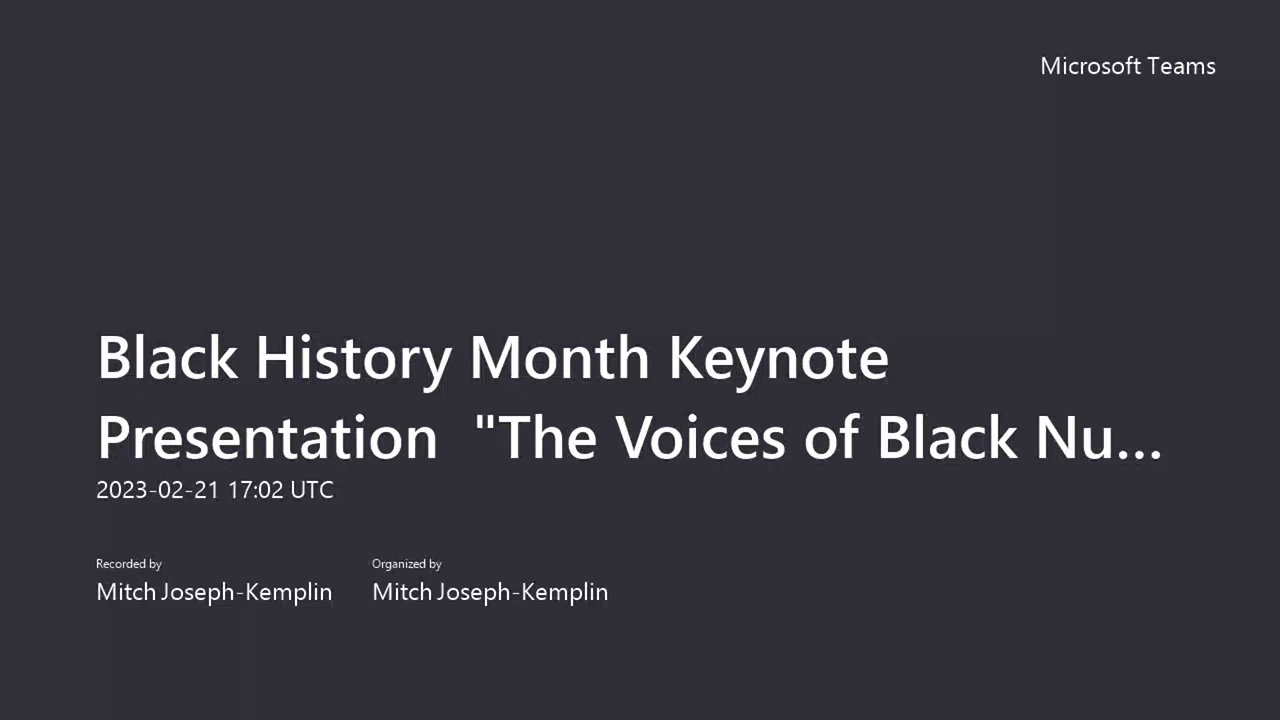 Microsoft Teams
Black History Month Keynote
Presentation  "The Voices of Black Nu...
2023-02-21 17:02 UTC
Recorded by
Mitch Joseph-Kemplin
Organized by
Mitch Joseph-Kemplin